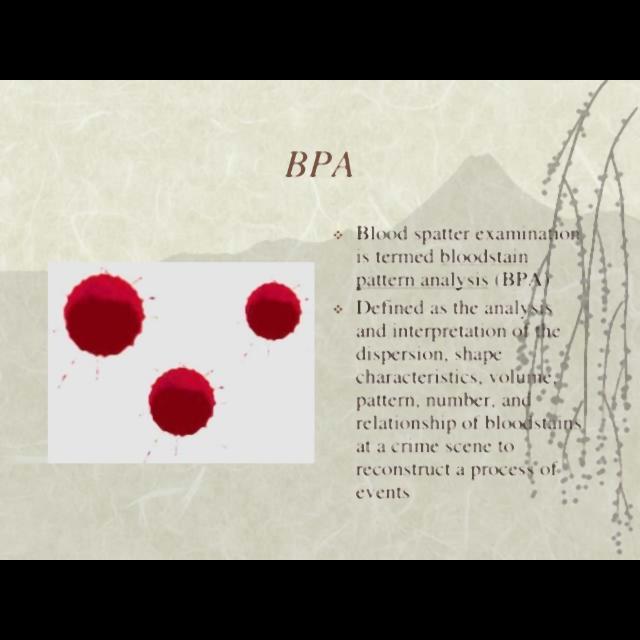 BPA
Blood spatter examination
is termed bloodstain
pattern analysis (BPA)
Defined as the analysis
and interpretation of the
dispersion, shape
characteristics, volume,
pattern, number, and
relationship of bloodstains
at a crime scene to
reconstruct a process of
events